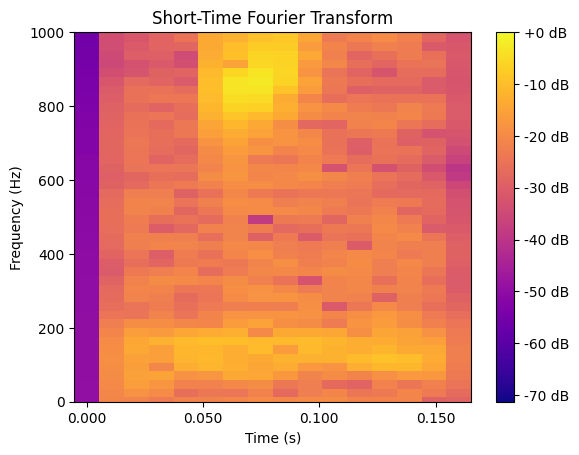 Short-Time Fourier Transform
Frequency (Hz)
1000
800
600
400
200
0
0.000
0.050
0.100
0.150
Time (s)
+0 dB
-10 dB
-20 dB
-30 dB
-40 dB
-50 dB
-60 dB
-70 dB